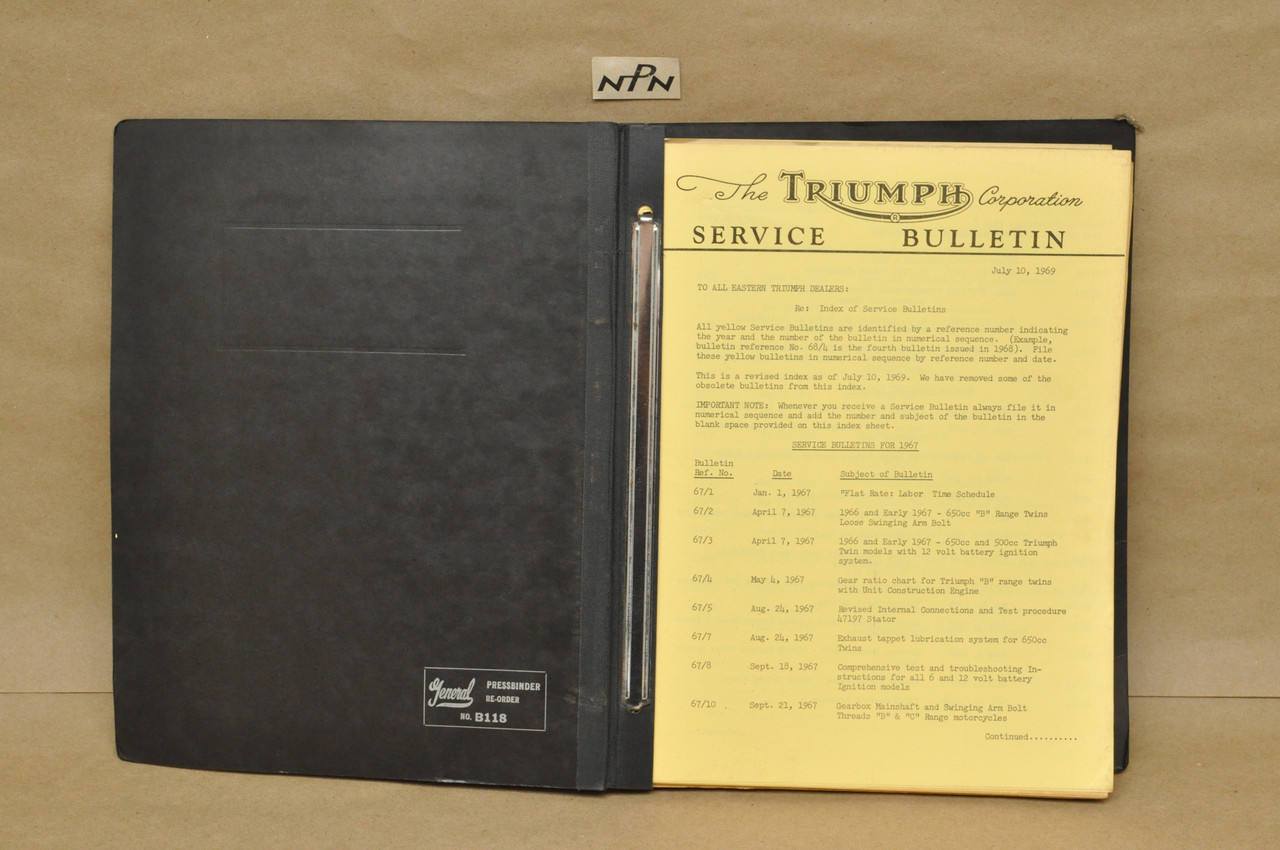 NPN
General PRESSBINDER
RE-ORDER
NO. B118
The TRIUMPH Corporation
®
SERVICE BULLETIN
July 10, 1969
TO ALL EASTERN TRIUMPH DEALERS:
Re: Index of Service Bulletins
All yellow Service Bulletins are identified by a reference number indicating
the year and the number of the bulletin in numerical sequence. (Example,
bulletin reference No. 68/4 is the fourth bulletin issued in 1968). File
these yellow bulletins in numerical sequence by reference number and date.
This is a revised index as of July 10, 1969. We have removed some of the
obsolete bulletins from this index.
IMPORTANT NOTE: Whenever you receive a Service Bulletin always file it in
numerical sequence and add the number and subject of the bulletin in the
blank space provided on this index sheet.
SERVICE BULLETINS FOR 1967
Bulletin
Ref. No. Date Subject of Bulletin
67/1 Jan. 1, 1967 "Flat Rate: Labor Time Schedule
67/2 April 7, 1967 1966 and Early 1967 - 650cc "B" Range Twins
Loose Swinging Arm Bolt
67/3 April 7, 1967 1966 and Early 1967 - 650cc and 500cc Triumph
Twin models with 12 volt battery ignition
system.
67/4 May 4, 1967 Gear ratio chart for Triumph "B" range twins
with Unit Construction Engine
67/5 Aug. 24, 1967 Revised Internal Connections and Test procedure
47197 Stator
67/7 Aug. 24, 1967 Exhaust tappet lubrication system for 650cc
Twins
67/8 Sept. 18, 1967 Comprehensive test and troubleshooting In-
structions for all 6 and 12 volt battery
Ignition models
67/10 Sept. 21, 1967 Gearbox Mainshaft and Swinging Arm Bolt
Threads "B" & "C" Range motorcycles
Continued..........